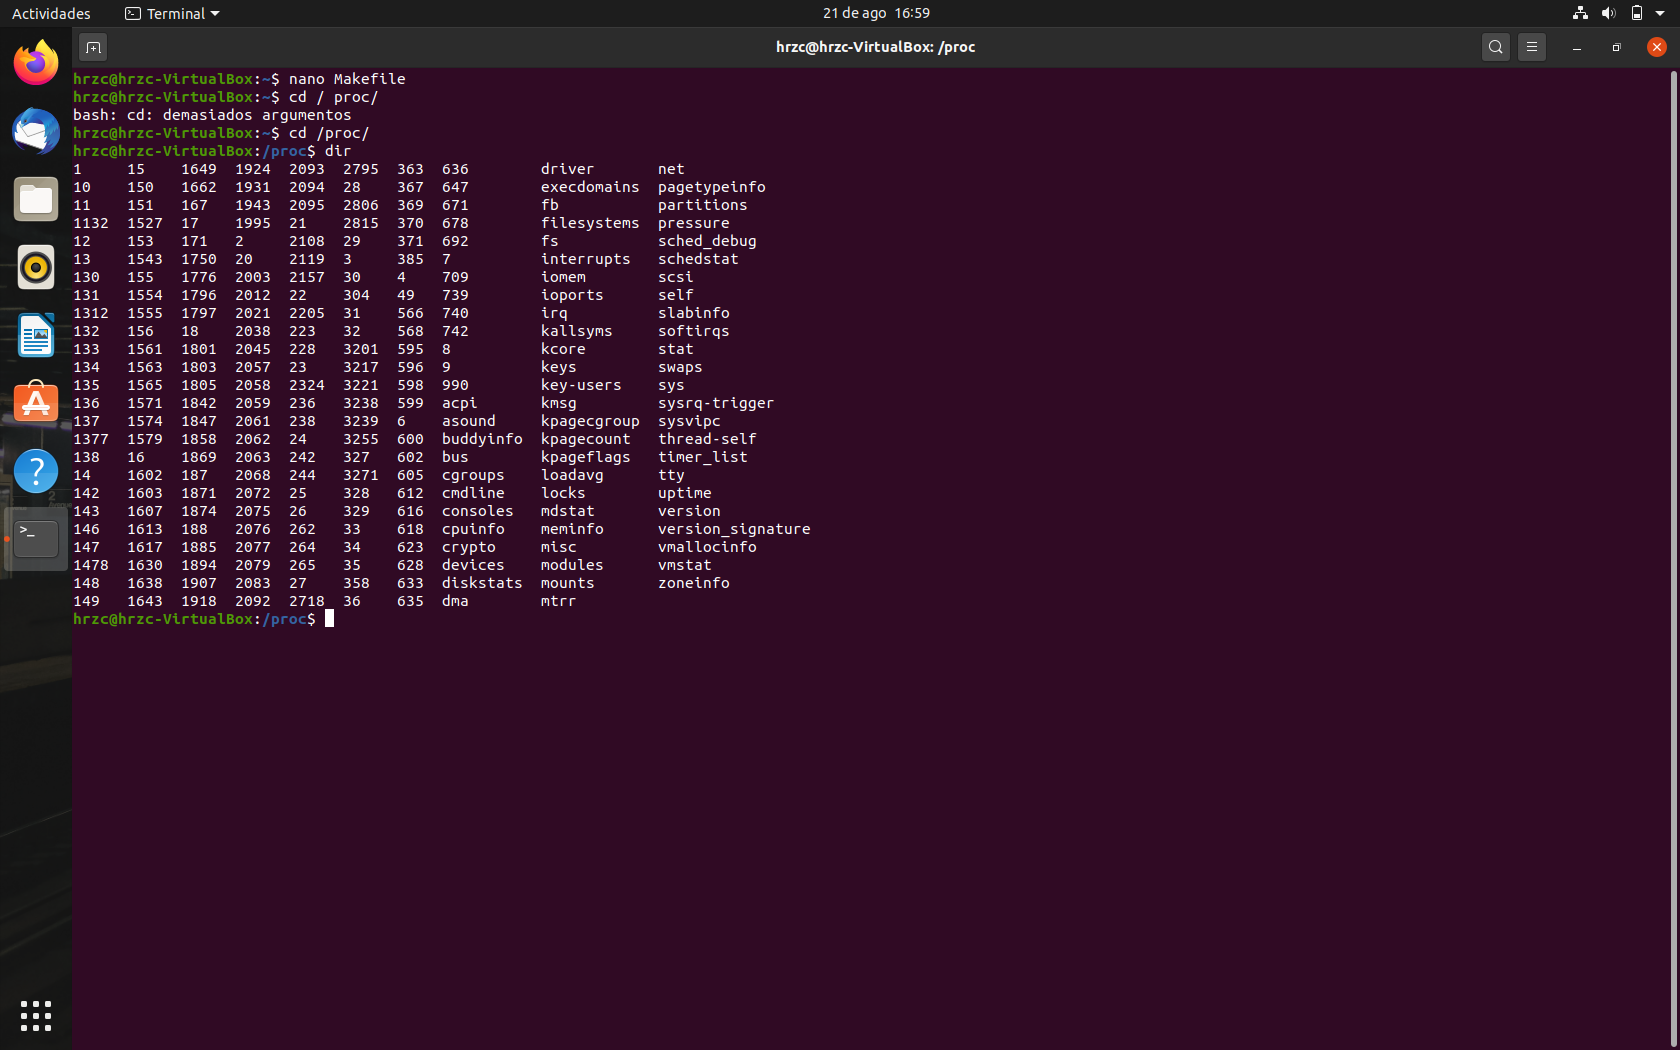 Actividades Terminal 21 de ago 16:59
hrzc@hrzc-VirtualBox: /proc
hrzc@hrzc-VirtualBox:~$ nano Makefile
hrzc@hrzc-VirtualBox:~$ cd / proc/
bash: cd: demasiados argumentos
hrzc@hrzc-VirtualBox:~$ cd /proc/
hrzc@hrzc-VirtualBox:/proc$ dir
1 15 1649 1924 2093 2795 363 636 driver net
10 150 1662 1931 2094 28 367 647 execdomains pagetypeinfo
11 151 167 1943 2095 2806 369 671 fb partitions
1132 1527 17 1995 21 2815 370 678 filesystems pressure
12 153 171 2 2108 29 371 692 fs sched_debug
13 1543 1750 20 2119 3 385 7 interrupts schedstat
130 155 1776 2003 2157 30 4 709 iomem scsi
131 1554 1796 2012 22 304 49 739 ioports self
1312 1555 1797 2021 2205 31 566 740 irq slabinfo
132 156 18 2038 223 32 568 742 kallsyms softirqs
133 1561 1801 2045 228 3201 595 8 kcore stat
134 1563 1803 2057 23 3217 596 9 keys swaps
135 1565 1805 2058 2324 3221 598 990 key-users sys
136 1571 1842 2059 236 3238 599 acpi kmsg sysrq-trigger
137 1574 1847 2061 238 3239 6 asound kpagecgroup sysvipc
1377 1579 1858 2062 24 3255 600 buddyinfo kpagecount thread-self
138 16 1869 2063 242 327 602 bus kpageflags timer_list
14 1602 187 2068 244 3271 605 cgroups loadavg tty
142 1603 1871 2072 25 328 612 cmdline locks uptime
143 1607 1874 2075 26 329 616 consoles mdstat version
146 1613 188 2076 262 33 618 cpuinfo meminfo version_signature
147 1617 1885 2077 264 34 623 crypto misc vmallocinfo
1478 1630 1894 2079 265 35 628 devices modules vmstat
148 1638 1907 2083 27 358 633 diskstats mounts zoneinfo
149 1643 1918 2092 2718 36 635 dma mtrr
hrzc@hrzc-VirtualBox:/proc$